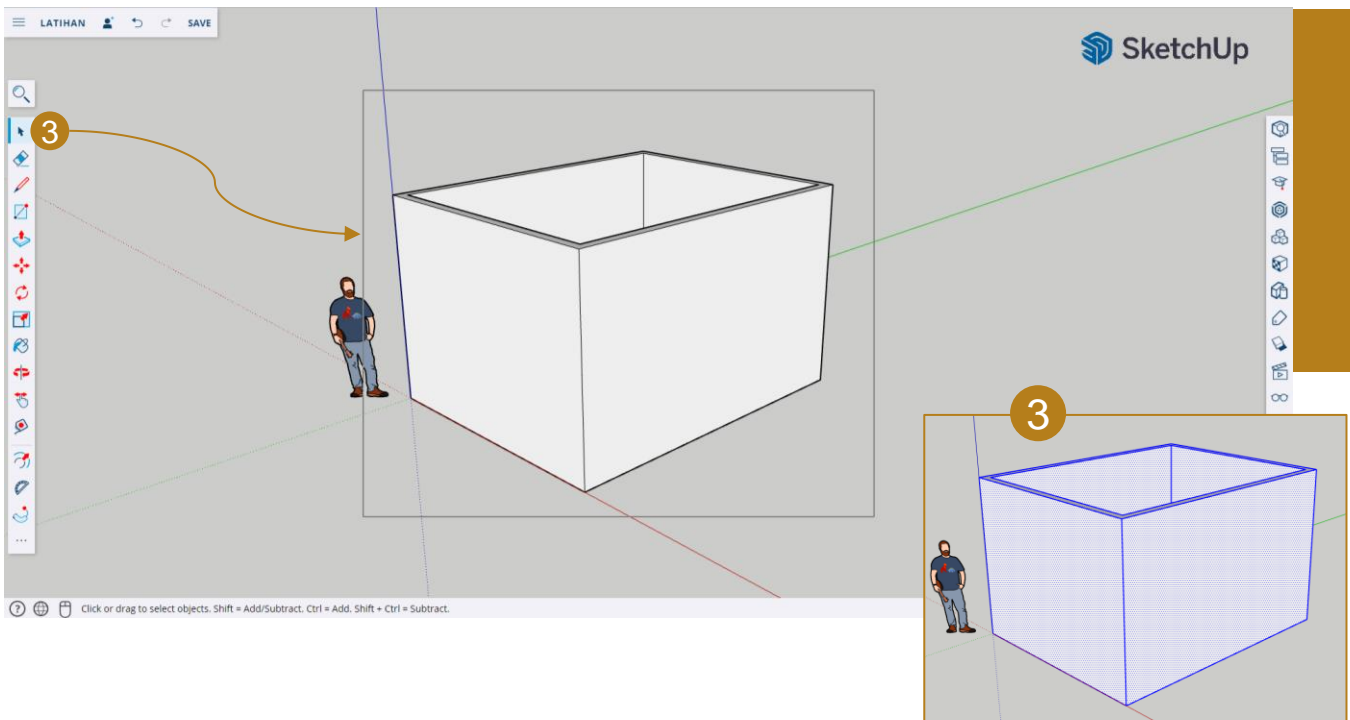 LATIHAN SAVE
SketchUp
3
3
Click or drag to select objects. Shift = Add/Subtract. Ctrl = Add. Shift + Ctrl = Subtract.